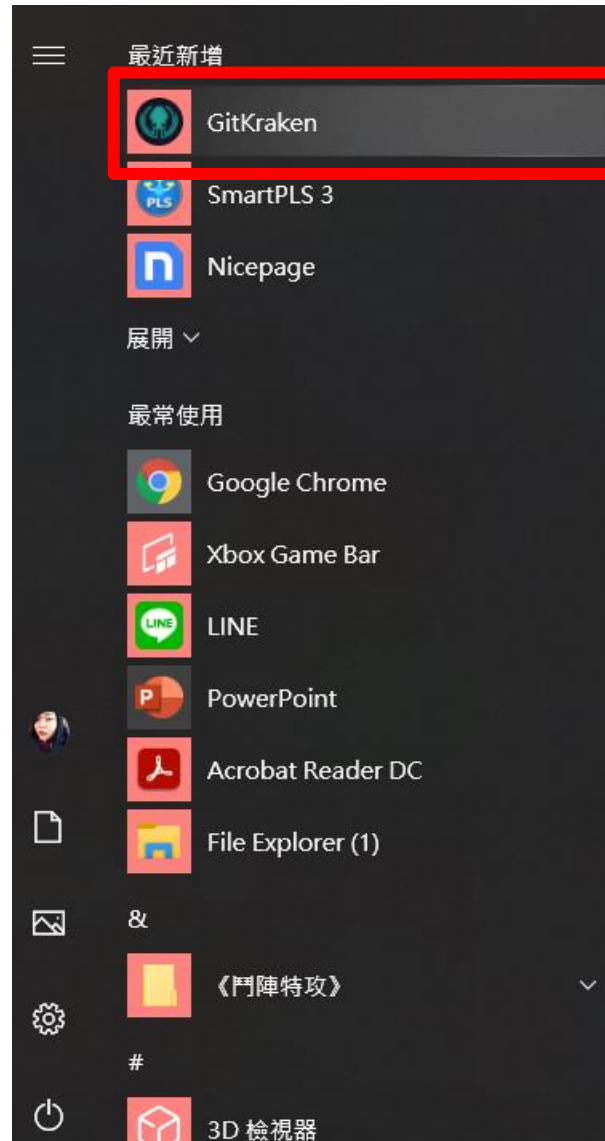 最近新增
GitKraken
SmartPLS 3
Nicepage
展開
最常使用
Google Chrome
Xbox Game Bar
LINE
PowerPoint
Acrobat Reader DC
File Explorer (1)
&
《鬥陣特攻》
#
3D 檢視器